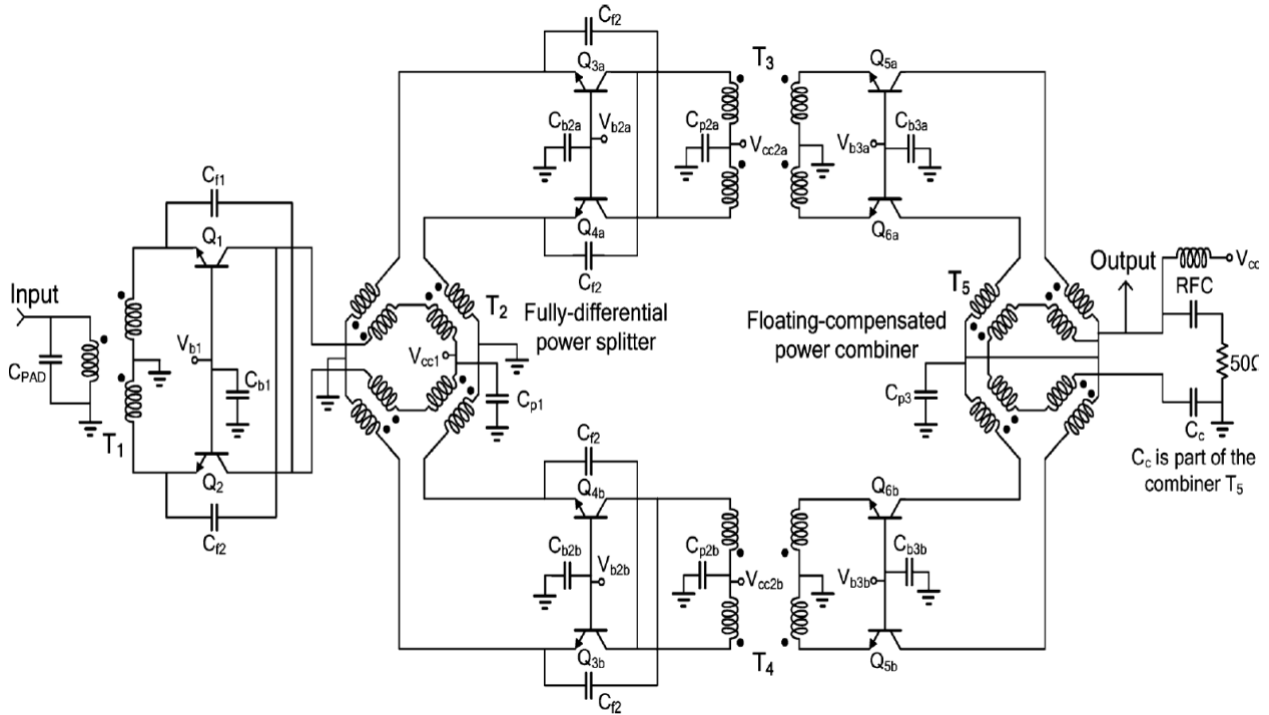 Cf2
Q3a
T3
Q5a
Cb2a
Vb2a
Cp2a
Vcc2a
Vb3a
Cb3a
Cf1
Q1
Q4a
Q6a
Cf2
Input
Vb1
CPAD
Cb1
T1
Q2
Cf2
T2
Fully-differential
power splitter
Vcc1
Cp1
T5
Floating-compensated
power combiner
Output
Vcc
RFC
50Ω
Cp3
Cc
Cc is part of the
combiner T5
Cf2
Q4b
Q6b
Cb2b
Vb2b
Cp2b
Vcc2b
Vb3b
Cb3b
Q3b
T4
Q5b
Cf2